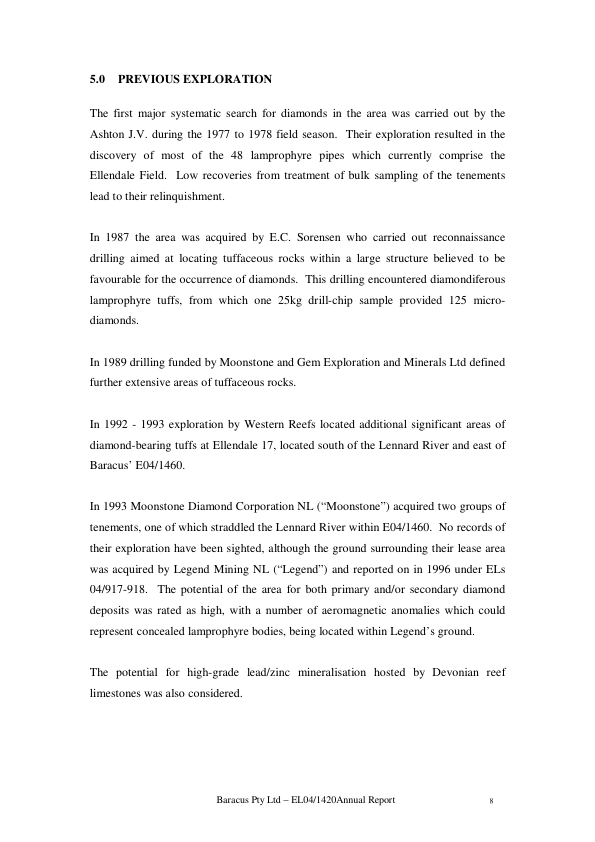 5.0 PREVIOUS EXPLORATION
The first major systematic search for diamonds in the area was carried out by the
Ashton J.V. during the 1977 to 1978 field season. Their exploration resulted in the
discovery of most of the 48 lamprophyre pipes which currently comprise the
Ellendale Field. Low recoveries from treatment of bulk sampling of the tenements
lead to their relinquishment.
In 1987 the area was acquired by E.C. Sorensen who carried out reconnaissance
drilling aimed at locating tuffaceous rocks within a large structure believed to be
favourable for the occurrence of diamonds. This drilling encountered diamondiferous
lamprophyre tuffs, from which one 25kg drill-chip sample provided 125 micro-
diamonds.
In 1989 drilling funded by Moonstone and Gem Exploration and Minerals Ltd defined
further extensive areas of tuffaceous rocks.
In 1992 - 1993 exploration by Western Reefs located additional significant areas of
diamond-bearing tuffs at Ellendale 17, located south of the Lennard River and east of
Baracus’ E04/1460.
In 1993 Moonstone Diamond Corporation NL (“Moonstone”) acquired two groups of
tenements, one of which straddled the Lennard River within E04/1460. No records of
their exploration have been sighted, although the ground surrounding their lease area
was acquired by Legend Mining NL (“Legend”) and reported on in 1996 under ELs
04/917-918. The potential of the area for both primary and/or secondary diamond
deposits was rated as high, with a number of aeromagnetic anomalies which could
represent concealed lamprophyre bodies, being located within Legend’s ground.
The potential for high-grade lead/zinc mineralisation hosted by Devonian reef
limestones was also considered.
Baracus Pty Ltd – EL04/1420Annual Report 8